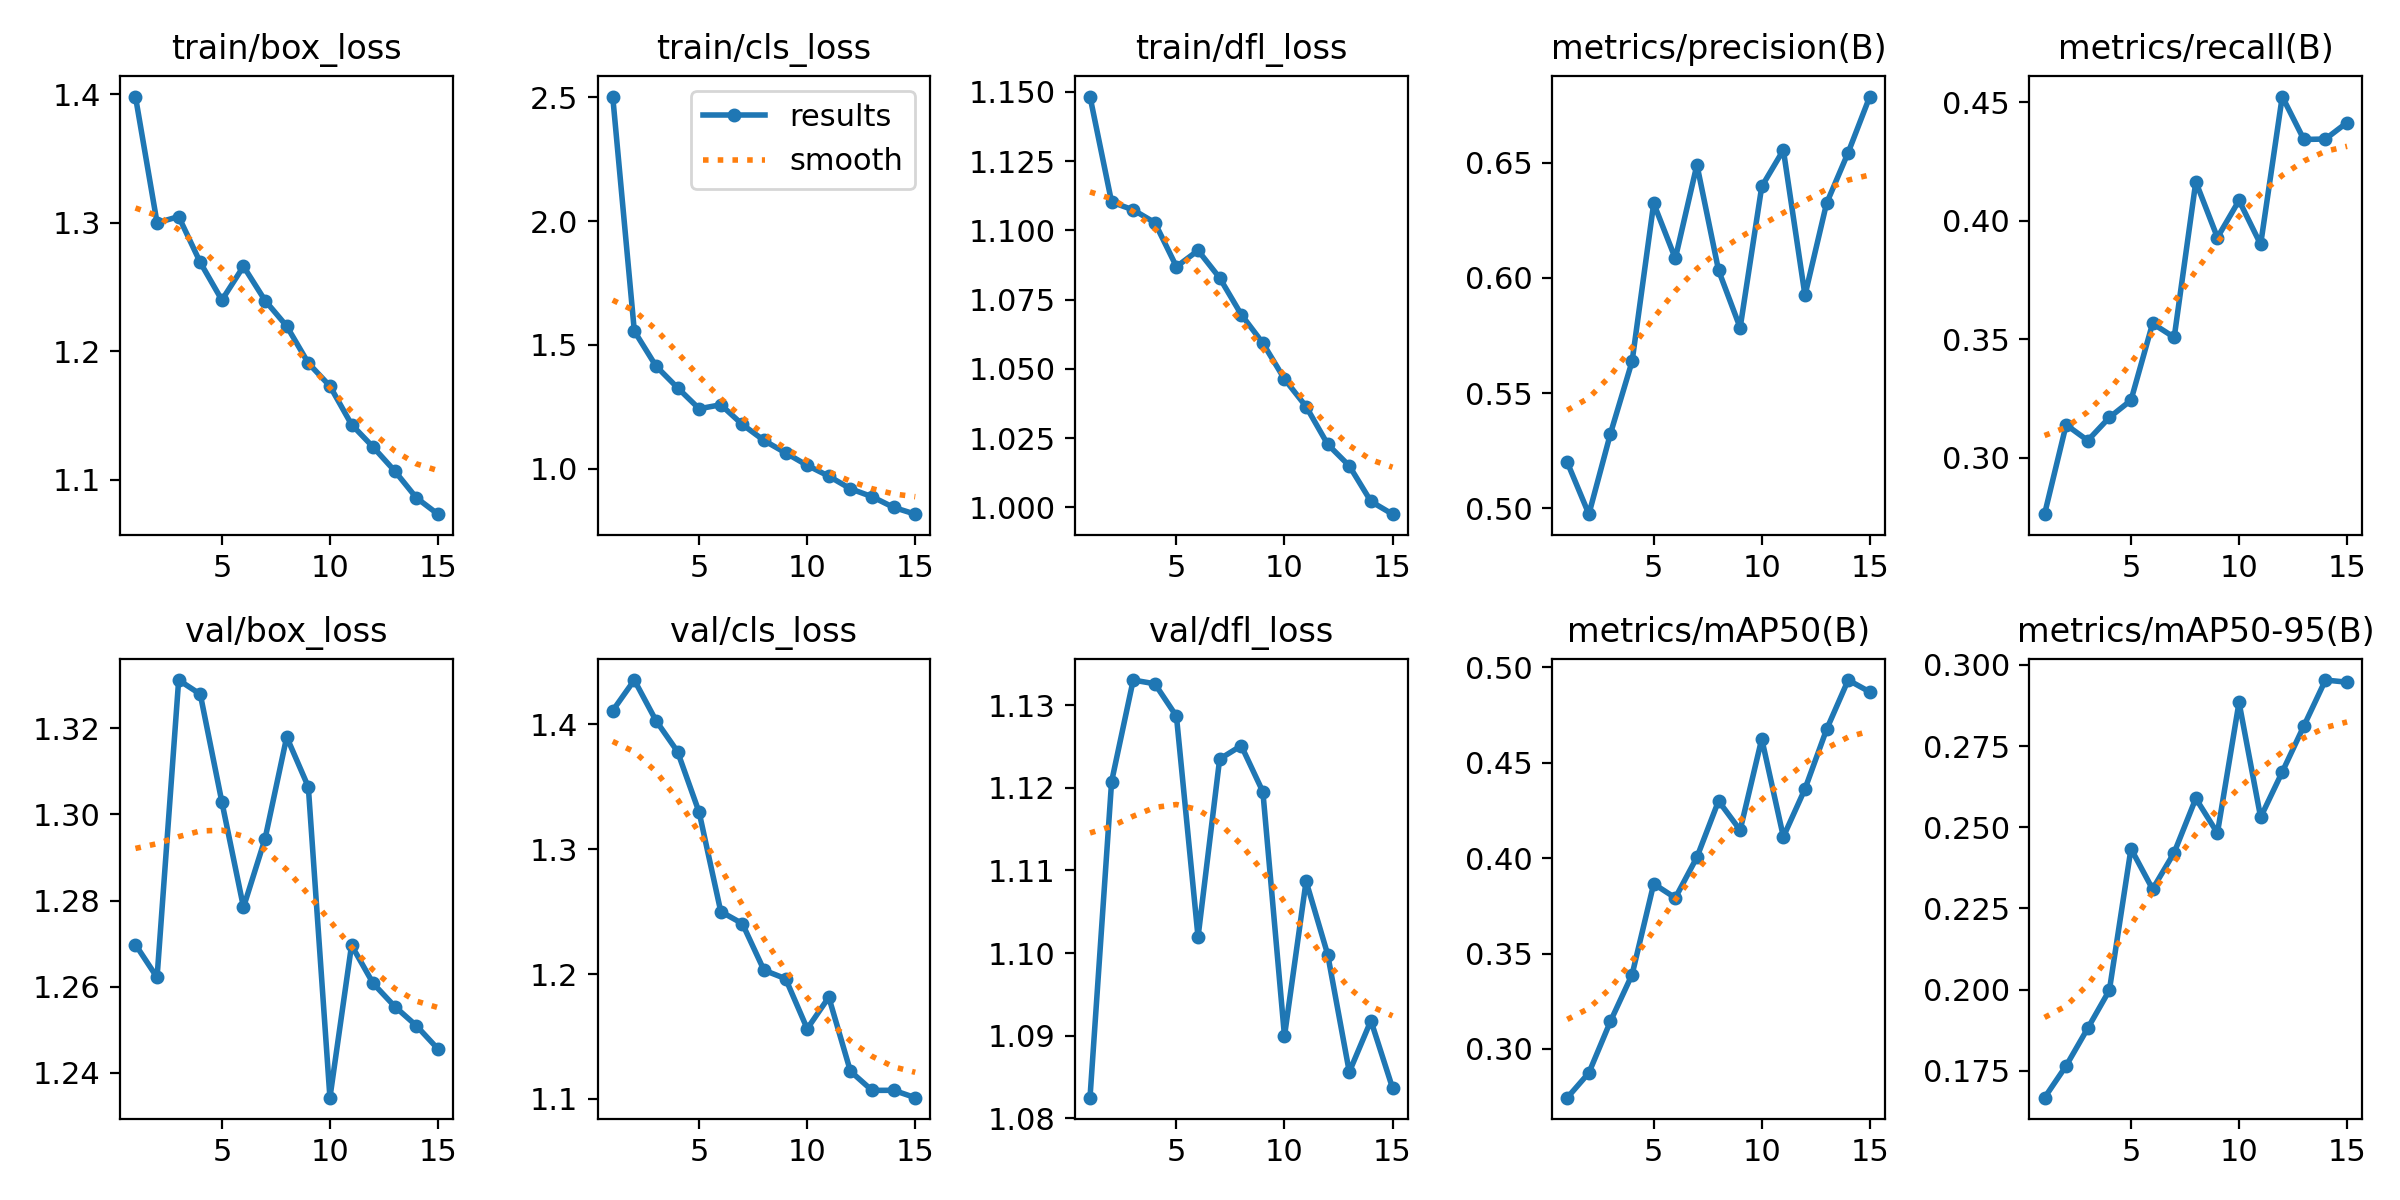 train/box_loss
1.4
1.3
1.2
1.1
5 10 15
train/cls_loss
results
smooth
2.5
2.0
1.5
1.0
5 10 15
train/dfl_loss
1.150
1.125
1.100
1.075
1.050
1.025
1.000
5 10 15
metrics/precision(B)
0.65
0.60
0.55
0.50
5 10 15
metrics/recall(B)
0.45
0.40
0.35
0.30
5 10 15
val/box_loss
1.32
1.30
1.28
1.26
1.24
5 10 15
val/cls_loss
1.4
1.3
1.2
1.1
5 10 15
val/dfl_loss
1.13
1.12
1.11
1.10
1.09
1.08
5 10 15
metrics/mAP50(B)
0.50
0.45
0.40
0.35
0.30
5 10 15
metrics/mAP50-95(B)
0.300
0.275
0.250
0.225
0.200
0.175
5 10 15